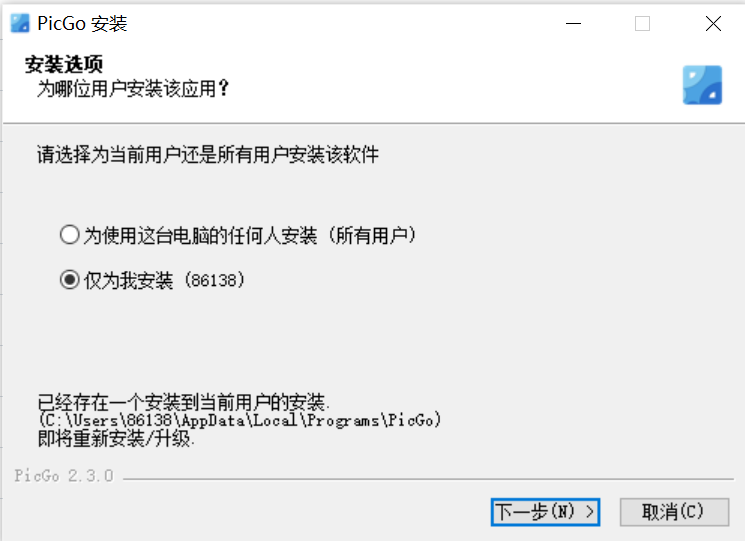 PicGo 安装
安装选项
为哪位用户安装该应用？
请选择为当前用户还是所有用户安装该软件
为使用这台电脑的任何人安装（所有用户）
仅为我安装（86138）
已经存在一个安装到当前用户的安装.
(C:\Users\86138\AppData\Local\Programs\PicGo)
即将重新安装/升级.
PicGo 2.3.0
下一步(N) >
取消(C)